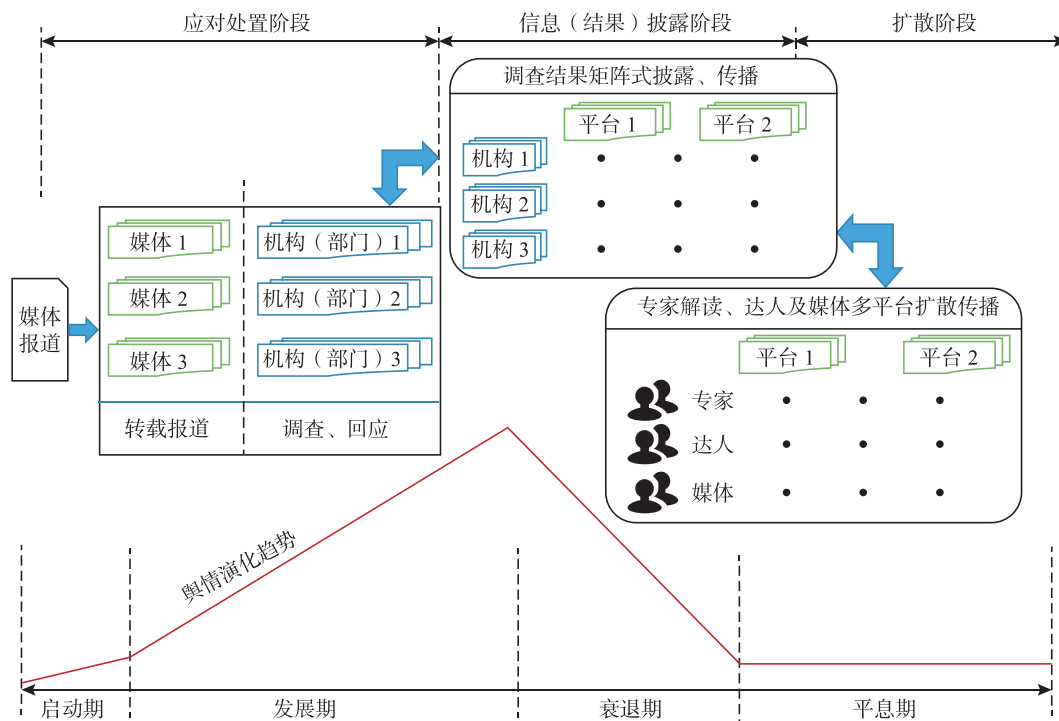 应对处置阶段
信息（结果）披露阶段
扩散阶段
调查结果矩阵式披露、传播
平台 1
平台 2
机构 1
机构 2
机构 3
媒体
报道
媒体 1
媒体 2
媒体 3
机构（部门）1
机构（部门）2
机构（部门）3
转载报道
调查、回应
专家解读、达人及媒体多平台扩散传播
平台 1
平台 2
专家
达人
媒体
舆情演化趋势
启动期
发展期
衰退期
平息期